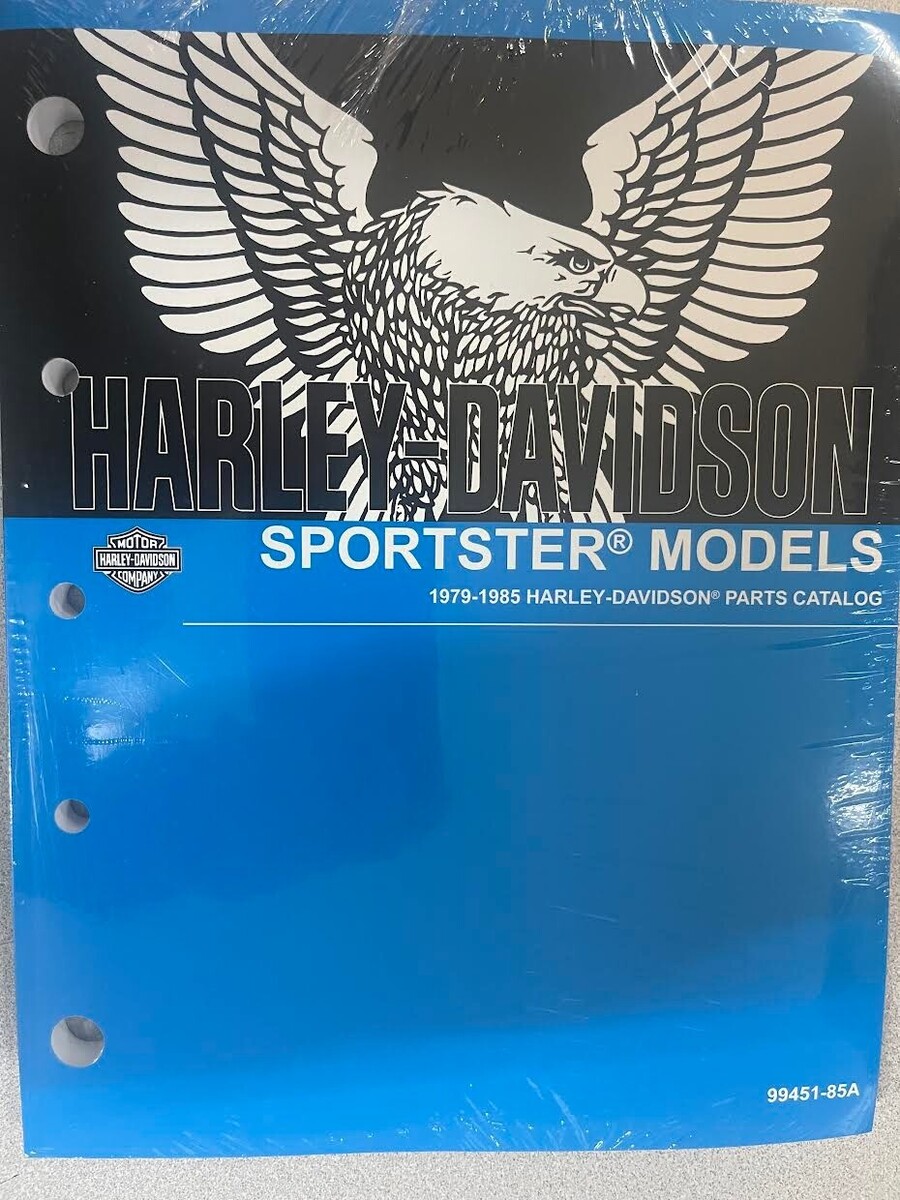 HARLEY-DAVIDSON
SPORTSTER® MODELS
MOTOR
HARLEY-DAVIDSON
COMPANY
1979-1985 HARLEY-DAVIDSON® PARTS CATALOG
99451-85A